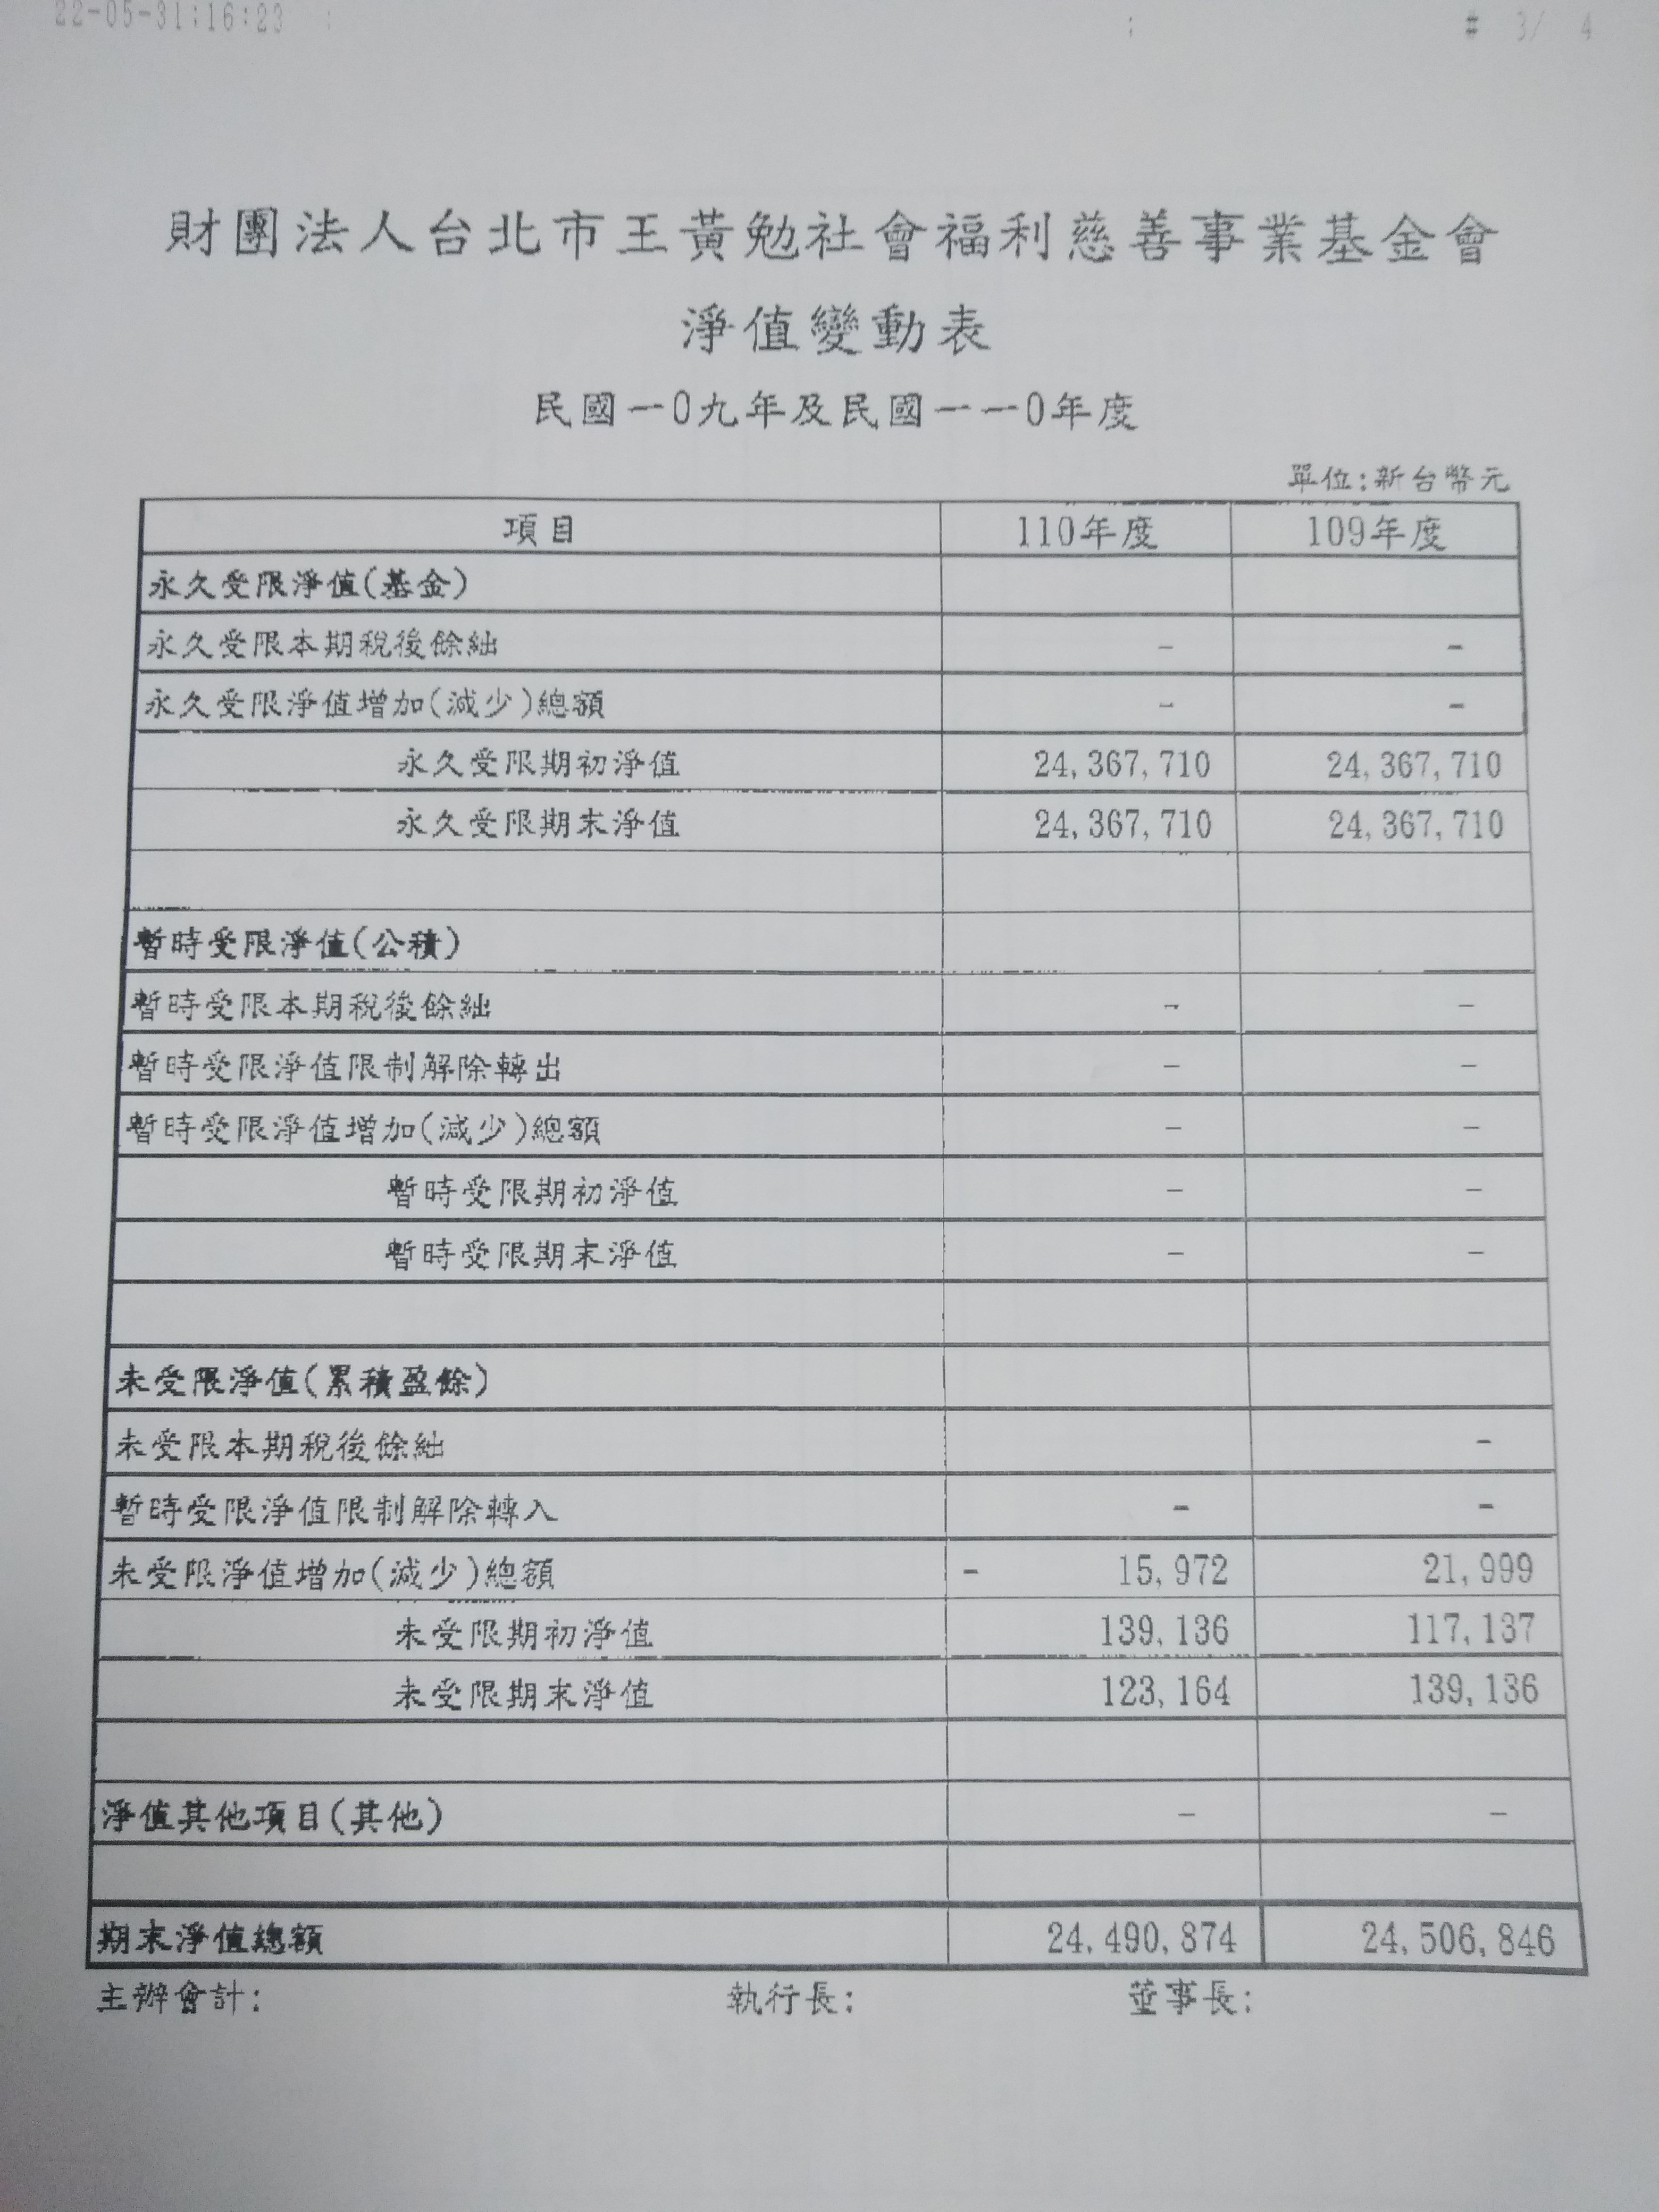 22-05-31;16:23 ; ; # 3/ 4
財團法人台北市王黃勉社會福利慈善事業基金會
淨值變動表
民國一0九年及民國一一0年度
單位:新台幣元
項目 110年度 109年度
永久受限淨值(基金)
永久受限本期稅後餘絀 - -
永久受限淨值增加(減少)總額 - -
永久受限期初淨值 24,367,710 24,367,710
永久受限期末淨值 24,367,710 24,367,710
暫時受限淨值(公積)
暫時受限本期稅後餘絀 - -
暫時受限淨值限制解除轉出 - -
暫時受限淨值增加(減少)總額 - -
暫時受限期初淨值 - -
暫時受限期末淨值 - -
未受限淨值(累積盈餘)
未受限本期稅後餘絀 -
暫時受限淨值限制解除轉入 - -
未受限淨值增加(減少)總額 - 15,972 21,999
未受限期初淨值 139,136 117,137
未受限期末淨值 123,164 139,136
淨值其他項目(其他) - -
期末淨值總額 24,490,874 24,506,846
主辦會計: 執行長: 董事長: